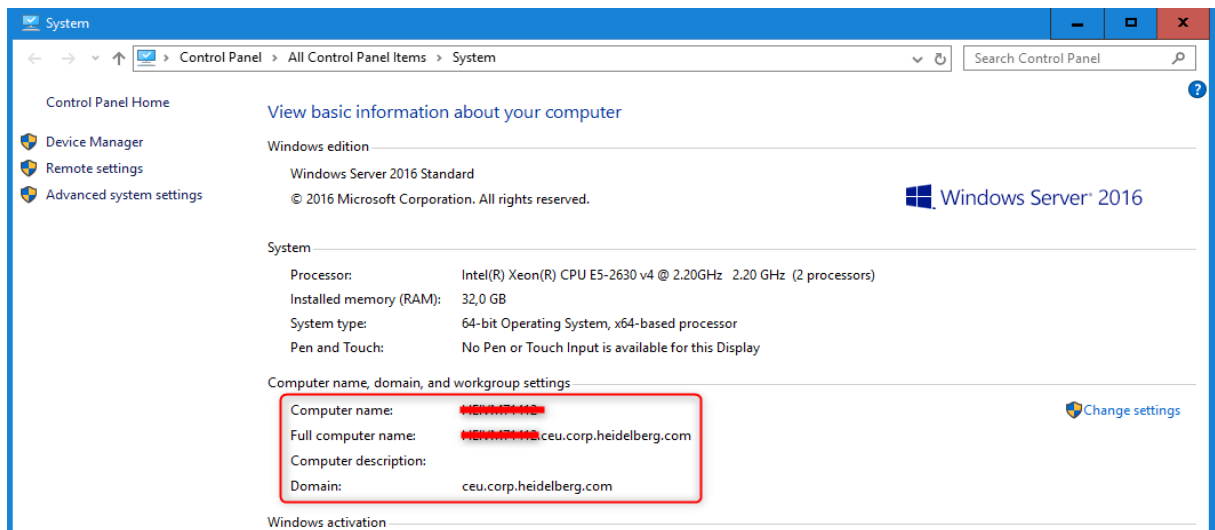 System
Control Panel > All Control Panel Items > System
Search Control Panel
Control Panel Home
Device Manager
Remote settings
Advanced system settings
View basic information about your computer
Windows edition
Windows Server 2016 Standard
© 2016 Microsoft Corporation. All rights reserved.
Windows Server® 2016
System
Processor: Intel(R) Xeon(R) CPU E5-2630 v4 @ 2.20GHz 2.20 GHz (2 processors)
Installed memory (RAM): 32,0 GB
System type: 64-bit Operating System, x64-based processor
Pen and Touch: No Pen or Touch Input is available for this Display
Computer name, domain, and workgroup settings
Computer name:
Change settings
Full computer name: .ceu.corp.heidelberg.com
Computer description:
Domain: ceu.corp.heidelberg.com
Windows activation